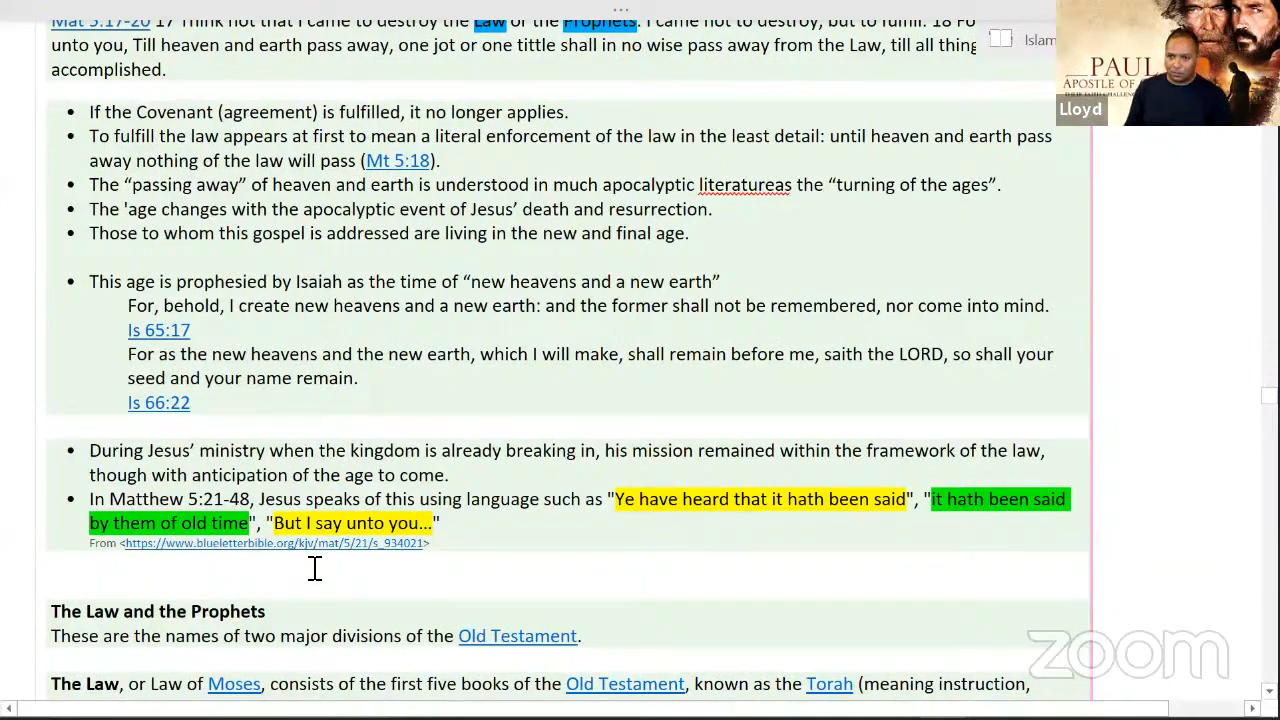 Mat 5:17-20 17 Think not that I came to destroy the Law or the Prophets: I came not to destroy, but to fulfil. 18 Fo
unto you, Till heaven and earth pass away, one jot or one tittle shall in no wise pass away from the Law, till all thing
accomplished.
Islam
PAUL
APOSTLE OF
Lloyd
• If the Covenant (agreement) is fulfilled, it no longer applies.
• To fulfill the law appears at first to mean a literal enforcement of the law in the least detail: until heaven and earth pass
away nothing of the law will pass (Mt 5:18).
• The “passing away” of heaven and earth is understood in much apocalyptic literatureas the “turning of the ages”.
• The 'age changes with the apocalyptic event of Jesus’ death and resurrection.
• Those to whom this gospel is addressed are living in the new and final age.
• This age is prophesied by Isaiah as the time of “new heavens and a new earth”
For, behold, I create new heavens and a new earth: and the former shall not be remembered, nor come into mind.
Is 65:17
For as the new heavens and the new earth, which I will make, shall remain before me, saith the LORD, so shall your
seed and your name remain.
Is 66:22
• During Jesus’ ministry when the kingdom is already breaking in, his mission remained within the framework of the law,
though with anticipation of the age to come.
• In Matthew 5:21-48, Jesus speaks of this using language such as "Ye have heard that it hath been said", "it hath been said
by them of old time", "But I say unto you…"
From <https://www.blueletterbible.org/kjv/mat/5/21/s_934021>
The Law and the Prophets
These are the names of two major divisions of the Old Testament.
zoom
The Law, or Law of Moses, consists of the first five books of the Old Testament, known as the Torah (meaning instruction,